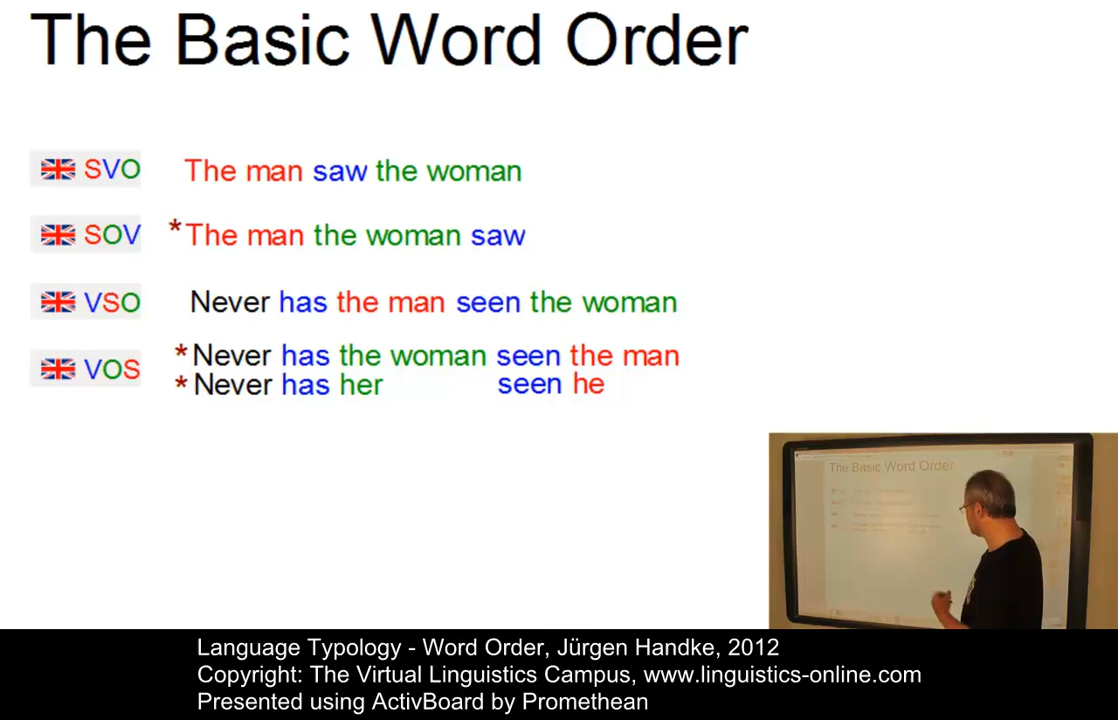 The Basic Word Order
SVO The man saw the woman
SOV *The man the woman saw
VSO Never has the man seen the woman
VOS *Never has the woman seen the man
*Never has her seen he
The Basic Word Order
Language Typology - Word Order, Jürgen Handke, 2012
Copyright: The Virtual Linguistics Campus, www.linguistics-online.com
Presented using ActivBoard by Promethean